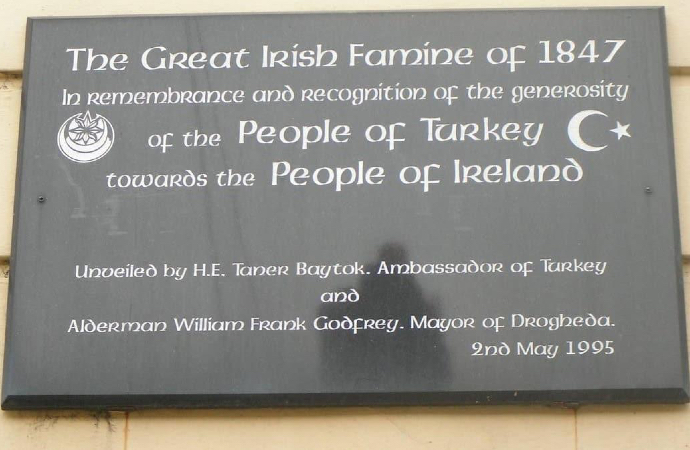 The Great Irish Famine of 1847
In remembrance and recognition of the generosity
of the People of Turkey
towards the People of Ireland
Unveiled by H.E. Taner Baytok. Ambassador of Turkey
and
Alderman William Frank Godfrey. Mayor of Drogheda.
2nd May 1995